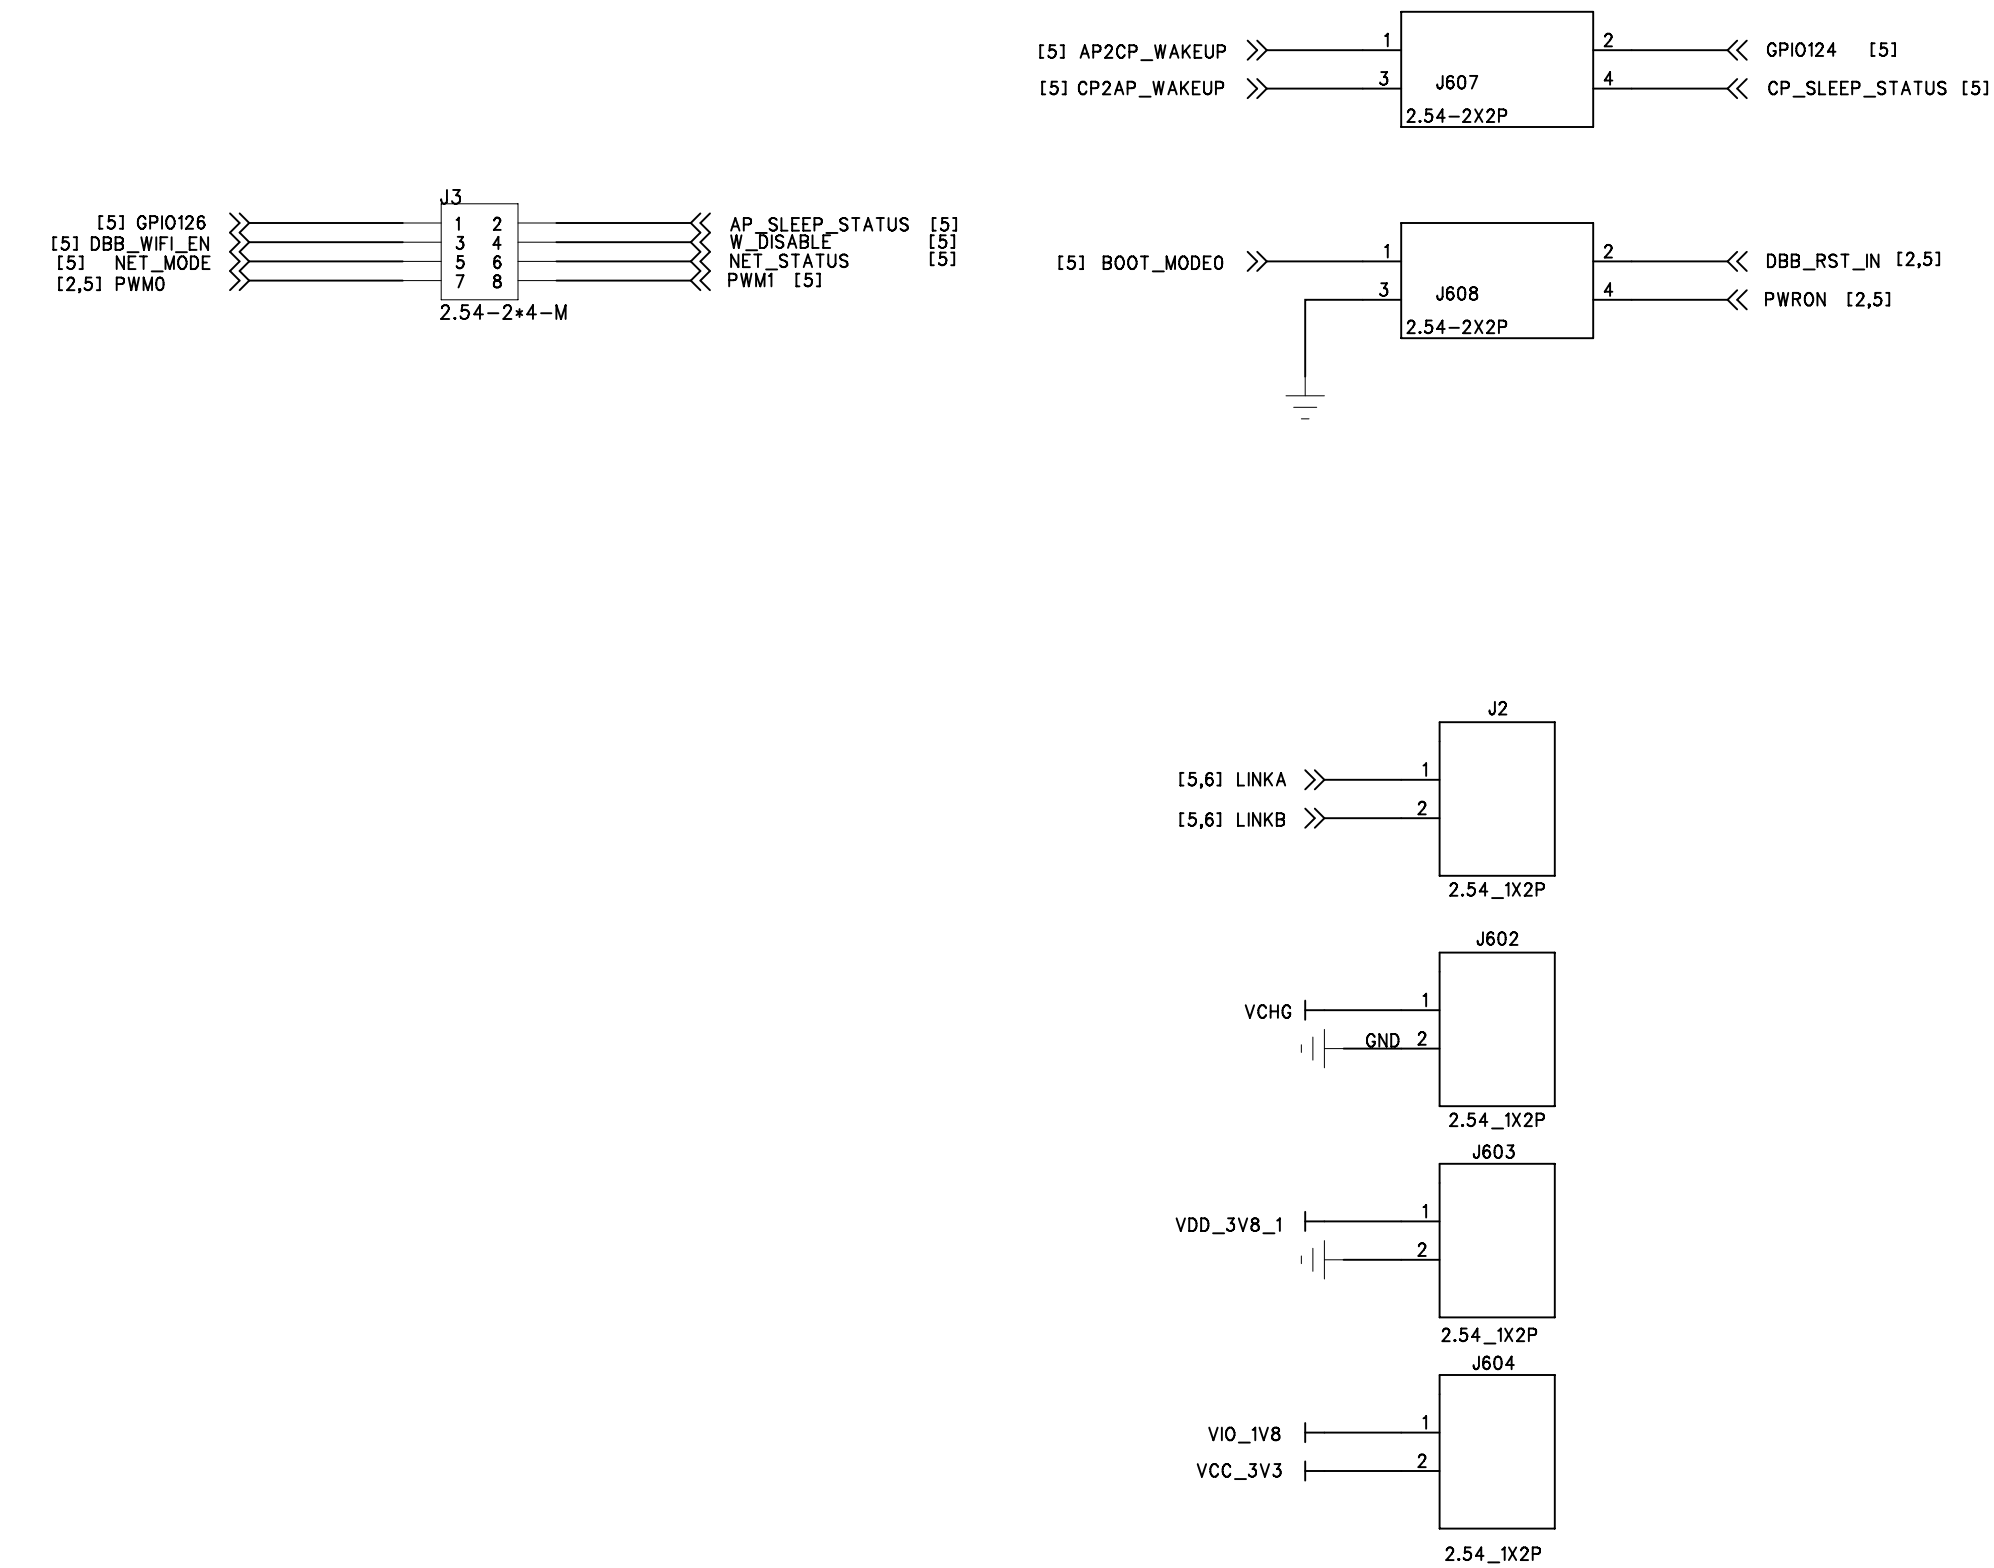 [5] AP2CP_WAKEUP 1 2 GPIO124 [5]
[5] CP2AP_WAKEUP 3 J607 4 CP_SLEEP_STATUS [5]
2.54-2X2P
J3
[5] GPIO126 1 2 AP_SLEEP_STATUS [5]
[5] DBB_WIFI_EN 3 4 W_DISABLE [5]
[5] NET_MODE 5 6 NET_STATUS [5]
[2,5] PWM0 7 8 PWM1 [5]
2.54-2*4-M
[5] BOOT_MODE0 1 2 DBB_RST_IN [2,5]
3 J608 4 PWRON [2,5]
2.54-2X2P
J2
[5,6] LINKA 1
[5,6] LINKB 2
2.54_1X2P
J602
VCHG 1
GND 2
2.54_1X2P
J603
VDD_3V8_1 1
2
2.54_1X2P
J604
VIO_1V8 1
VCC_3V3 2
2.54_1X2P